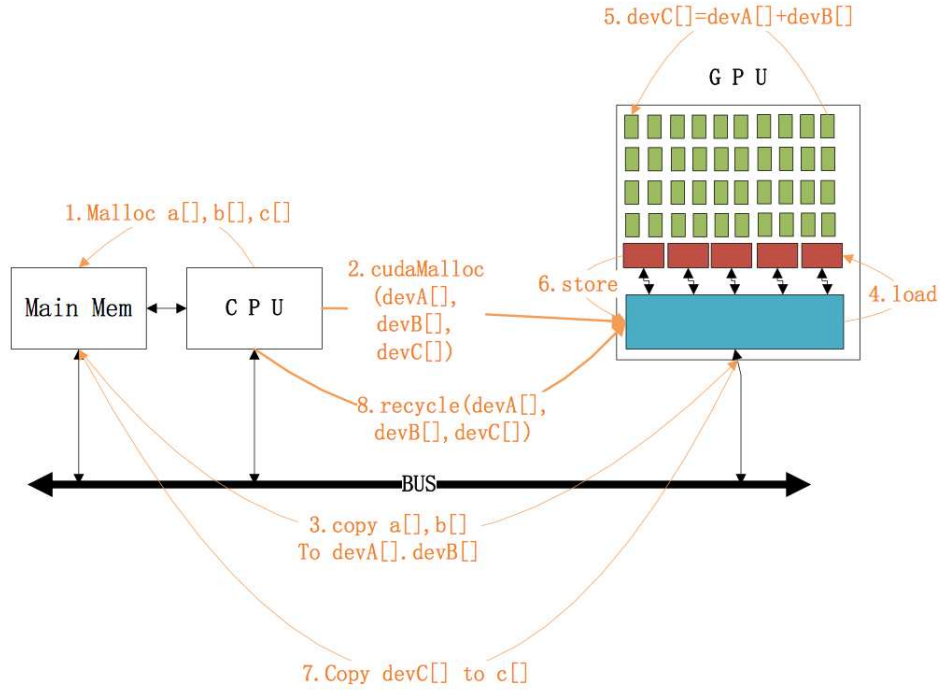 5.devC[]=devA[]+devB[]
G P U
1.Malloc a[],b[],c[]
2.cudaMalloc
(devA[],
devB[],
devC[])
6.store
4.load
Main Mem
C P U
8.recycle(devA[],
devB[],devC[])
BUS
3.copy a[],b[]
To devA[].devB[]
7.Copy devC[] to c[]